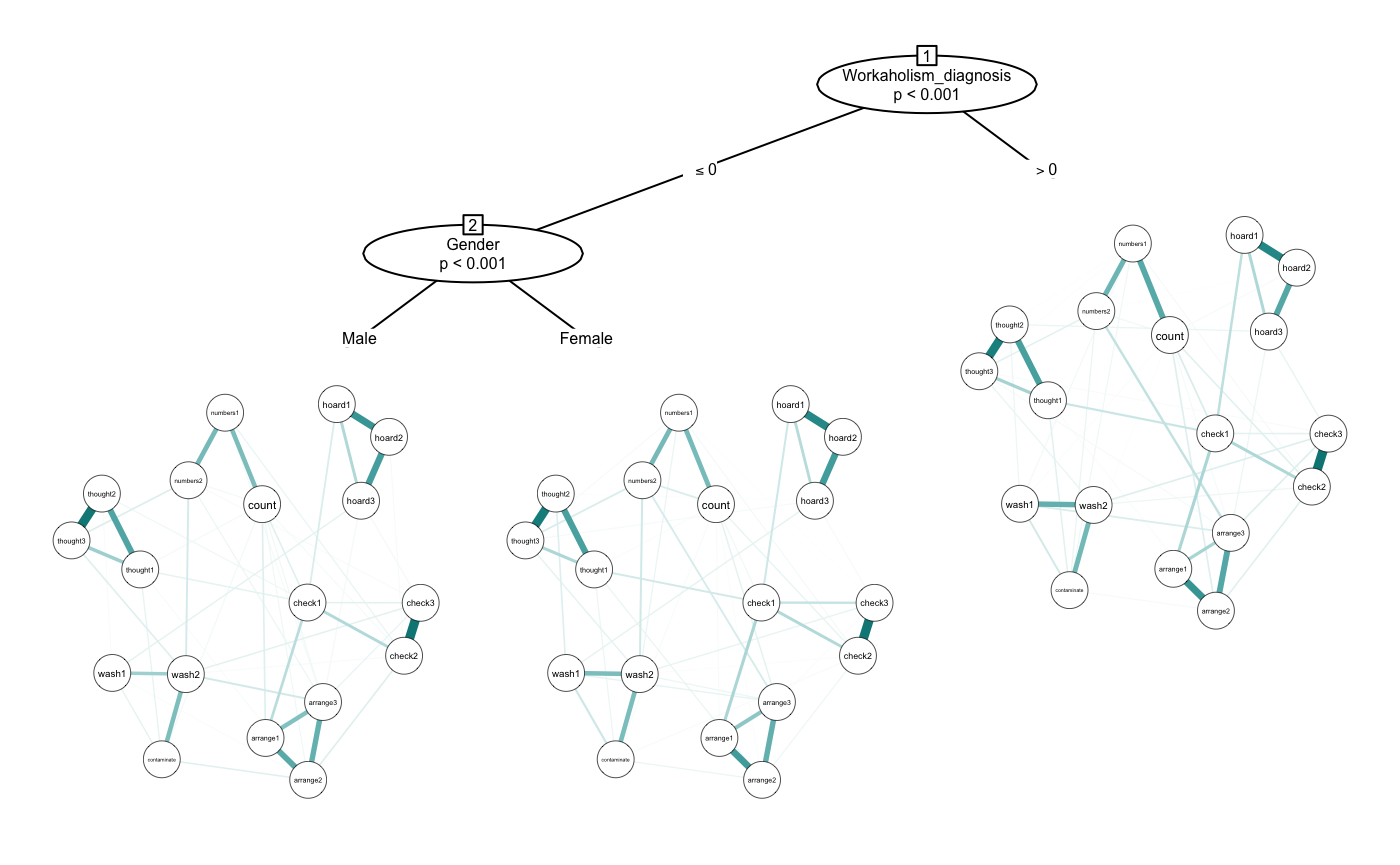 1
Workaholism_diagnosis
p < 0.001
≤ 0
> 0
2
Gender
p < 0.001
Male
Female
numbers1
hoard1
hoard2
numbers2
thought2
count
hoard3
thought3
thought1
check1
check3
check2
wash1
wash2
arrange3
arrange1
contaminate
arrange2
numbers1
hoard1
hoard2
numbers2
thought2
count
hoard3
thought3
thought1
check1
check3
check2
wash1
wash2
arrange3
arrange1
contaminate
arrange2
numbers1
hoard1
hoard2
numbers2
thought2
count
hoard3
thought3
thought1
check1
check3
check2
wash1
wash2
arrange3
arrange1
contaminate
arrange2